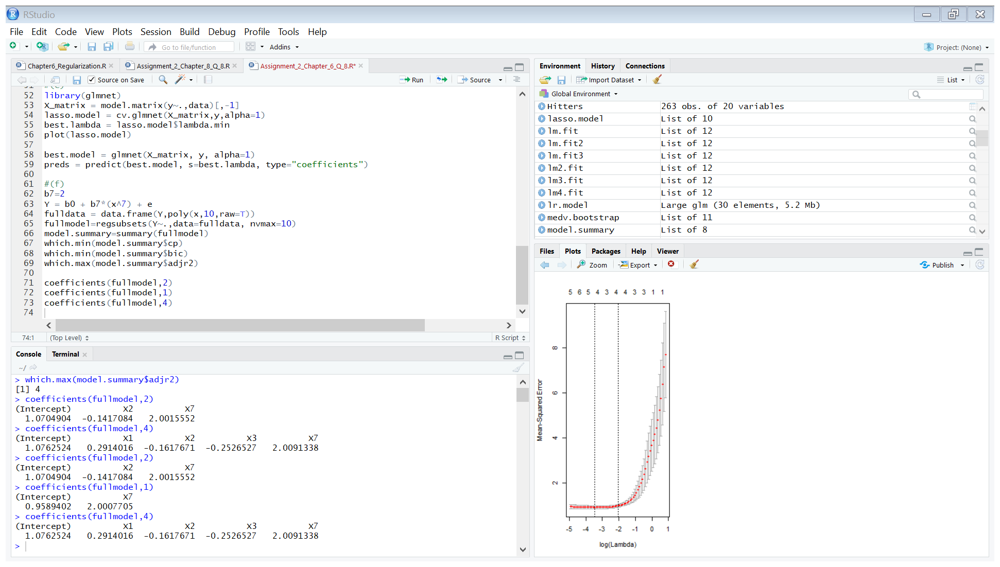 RStudio
File Edit Code View Plots Session Build Debug Profile Tools Help
Go to file/function Addins Project: (None)
Chapter6_Regularization.R Assignment_2_Chapter_8_Q_8.R Assignment_2_Chapter_6_Q_8.R*
Source on Save Run Source
52 library(glmnet)
53 X_matrix = model.matrix(y~.,data)[,-1]
54 lasso.model = cv.glmnet(X_matrix,y,alpha=1)
55 best.lambda = lasso.model$lambda.min
56 plot(lasso.model)
57
58 best.model = glmnet(X_matrix, y, alpha=1)
59 preds = predict(best.model, s=best.lambda, type="coefficients")
60
61 #(f)
62 b7=2
63 Y = b0 + b7*(x^7) + e
64 fulldata = data.frame(Y,poly(x,10,raw=T))
65 fullmodel=regsubsets(Y~.,data=fulldata, nvmax=10)
66 model.summary=summary(fullmodel)
67 which.min(model.summary$cp)
68 which.min(model.summary$bic)
69 which.max(model.summary$adjr2)
70
71 coefficients(fullmodel,2)
72 coefficients(fullmodel,1)
73 coefficients(fullmodel,4)
74
74:1 (Top Level) R Script
Console Terminal
~/
> which.max(model.summary$adjr2)
[1] 4
> coefficients(fullmodel,2)
(Intercept) X2 X7
1.0704904 -0.1417084 2.0015552
> coefficients(fullmodel,4)
(Intercept) X1 X2 X3 X7
1.0762524 0.2914016 -0.1617671 -0.2526527 2.0091338
> coefficients(fullmodel,2)
(Intercept) X2 X7
1.0704904 -0.1417084 2.0015552
> coefficients(fullmodel,1)
(Intercept) X7
0.9589402 2.0007705
> coefficients(fullmodel,4)
(Intercept) X1 X2 X3 X7
1.0762524 0.2914016 -0.1617671 -0.2526527 2.0091338
>
Environment History Connections
Import Dataset List
Global Environment
Hitters 263 obs. of 20 variables
lasso.model List of 10
lm.fit List of 12
lm.fit2 List of 12
lm.fit3 List of 12
lm2.fit List of 12
lm3.fit List of 12
lm4.fit List of 12
lr.model Large glm (30 elements, 5.2 Mb)
medv.bootstrap List of 11
model.summary List of 8
Files Plots Packages Help Viewer
Zoom Export Publish
5 6 5 4 3 4 4 3 3 1 1
8
6
4
2
Mean-Squared Error
-5 -4 -3 -2 -1 0 1
log(Lambda)